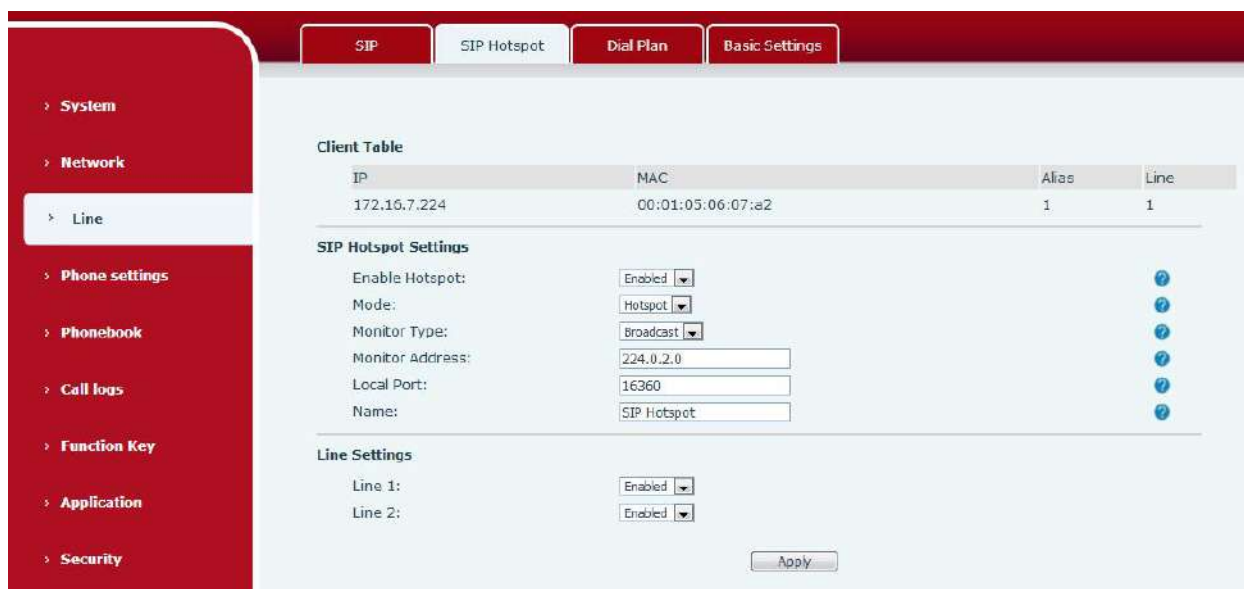 SIP SIP Hotspot Dial Plan Basic Settings
› System
› Network
› Line
› Phone settings
› Phonebook
› Call logs
› Function Key
› Application
› Security
Client Table
IP MAC Alias Line
172.16.7.224 00:01:05:06:07:a2 1 1
SIP Hotspot Settings
Enable Hotspot: Enabled
Mode: Hotspot
Monitor Type: Broadcast
Monitor Address: 224.0.2.0
Local Port: 16360
Name: SIP Hotspot
Line Settings
Line 1: Enabled
Line 2: Enabled
Apply